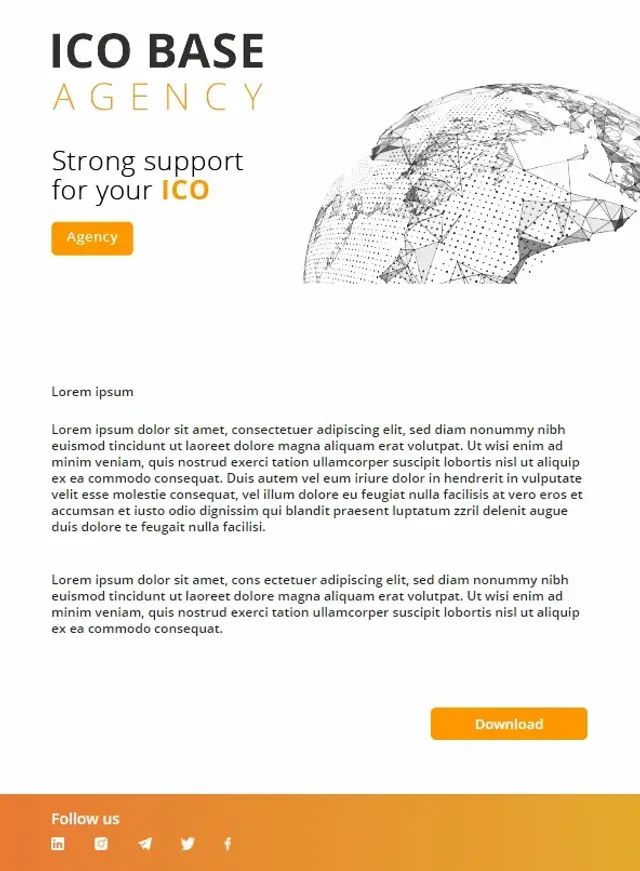 ICO BASE
AGENCY
Strong support
for your ICO
Agency
Lorem ipsum
Lorem ipsum dolor sit amet, consectetuer adipiscing elit, sed diam nonummy nibh
euismod tincidunt ut laoreet dolore magna aliquam erat volutpat. Ut wisi enim ad
minim veniam, quis nostrud exerci tation ullamcorper suscipit lobortis nisl ut aliquip
ex ea commodo consequat. Duis autem vel eum iriure dolor in hendrerit in vulputate
velit esse molestie consequat, vel illum dolore eu feugiat nulla facilisis at vero eros et
accumsan et iusto odio dignissim qui blandit praesent luptatum zzril delenit augue
duis dolore te feugait nulla facilisi.
Lorem ipsum dolor sit amet, cons ectetuer adipiscing elit, sed diam nonummy nibh
euismod tincidunt ut laoreet dolore magna aliquam erat volutpat. Ut wisi enim ad
minim veniam, quis nostrud exerci tation ullamcorper suscipit lobortis nisl ut aliquip
ex ea commodo consequat.
Download
Follow us